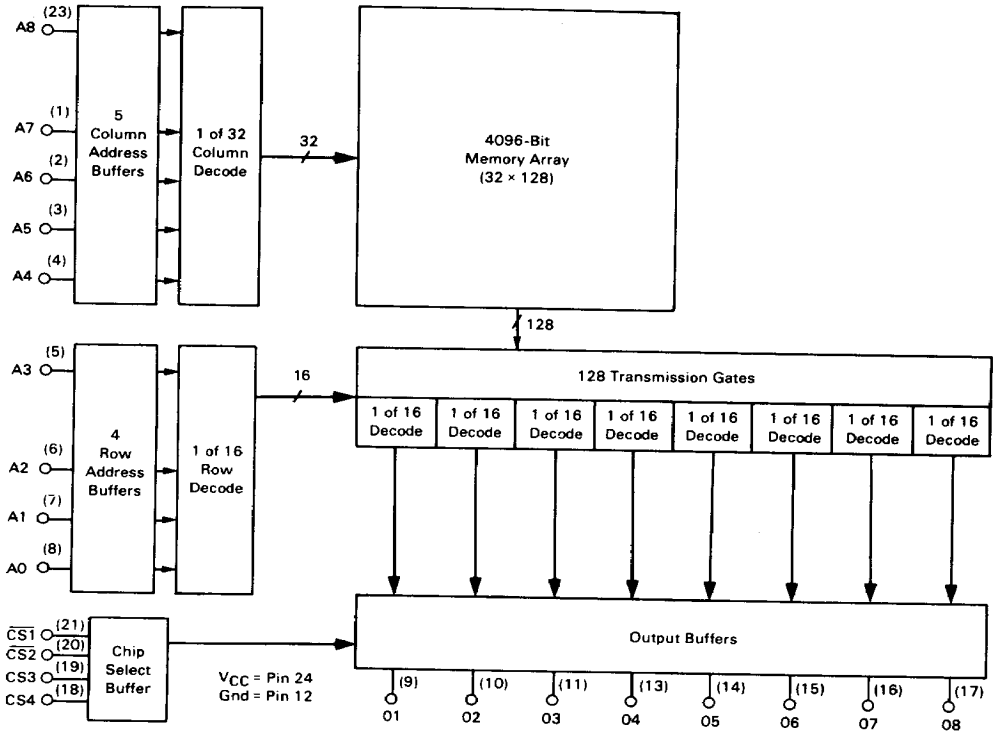 A8 (23)
A7 (1)
A6 (2)
A5 (3)
A4 (4)
5
Column
Address
Buffers
1 of 32
Column
Decode
32
4096-Bit
Memory Array
(32 × 128)
128
A3 (5)
A2 (6)
A1 (7)
A0 (8)
4
Row
Address
Buffers
1 of 16
Row
Decode
16
128 Transmission Gates
1 of 16 Decode
1 of 16 Decode
1 of 16 Decode
1 of 16 Decode
1 of 16 Decode
1 of 16 Decode
1 of 16 Decode
1 of 16 Decode
C̅S̅1̅ (21)
C̅S̅2̅ (20)
CS3 (19)
CS4 (18)
Chip
Select
Buffer
VCC = Pin 24
Gnd = Pin 12
Output Buffers
(9) (10) (11) (13) (14) (15) (16) (17)
01 02 03 04 05 06 07 08